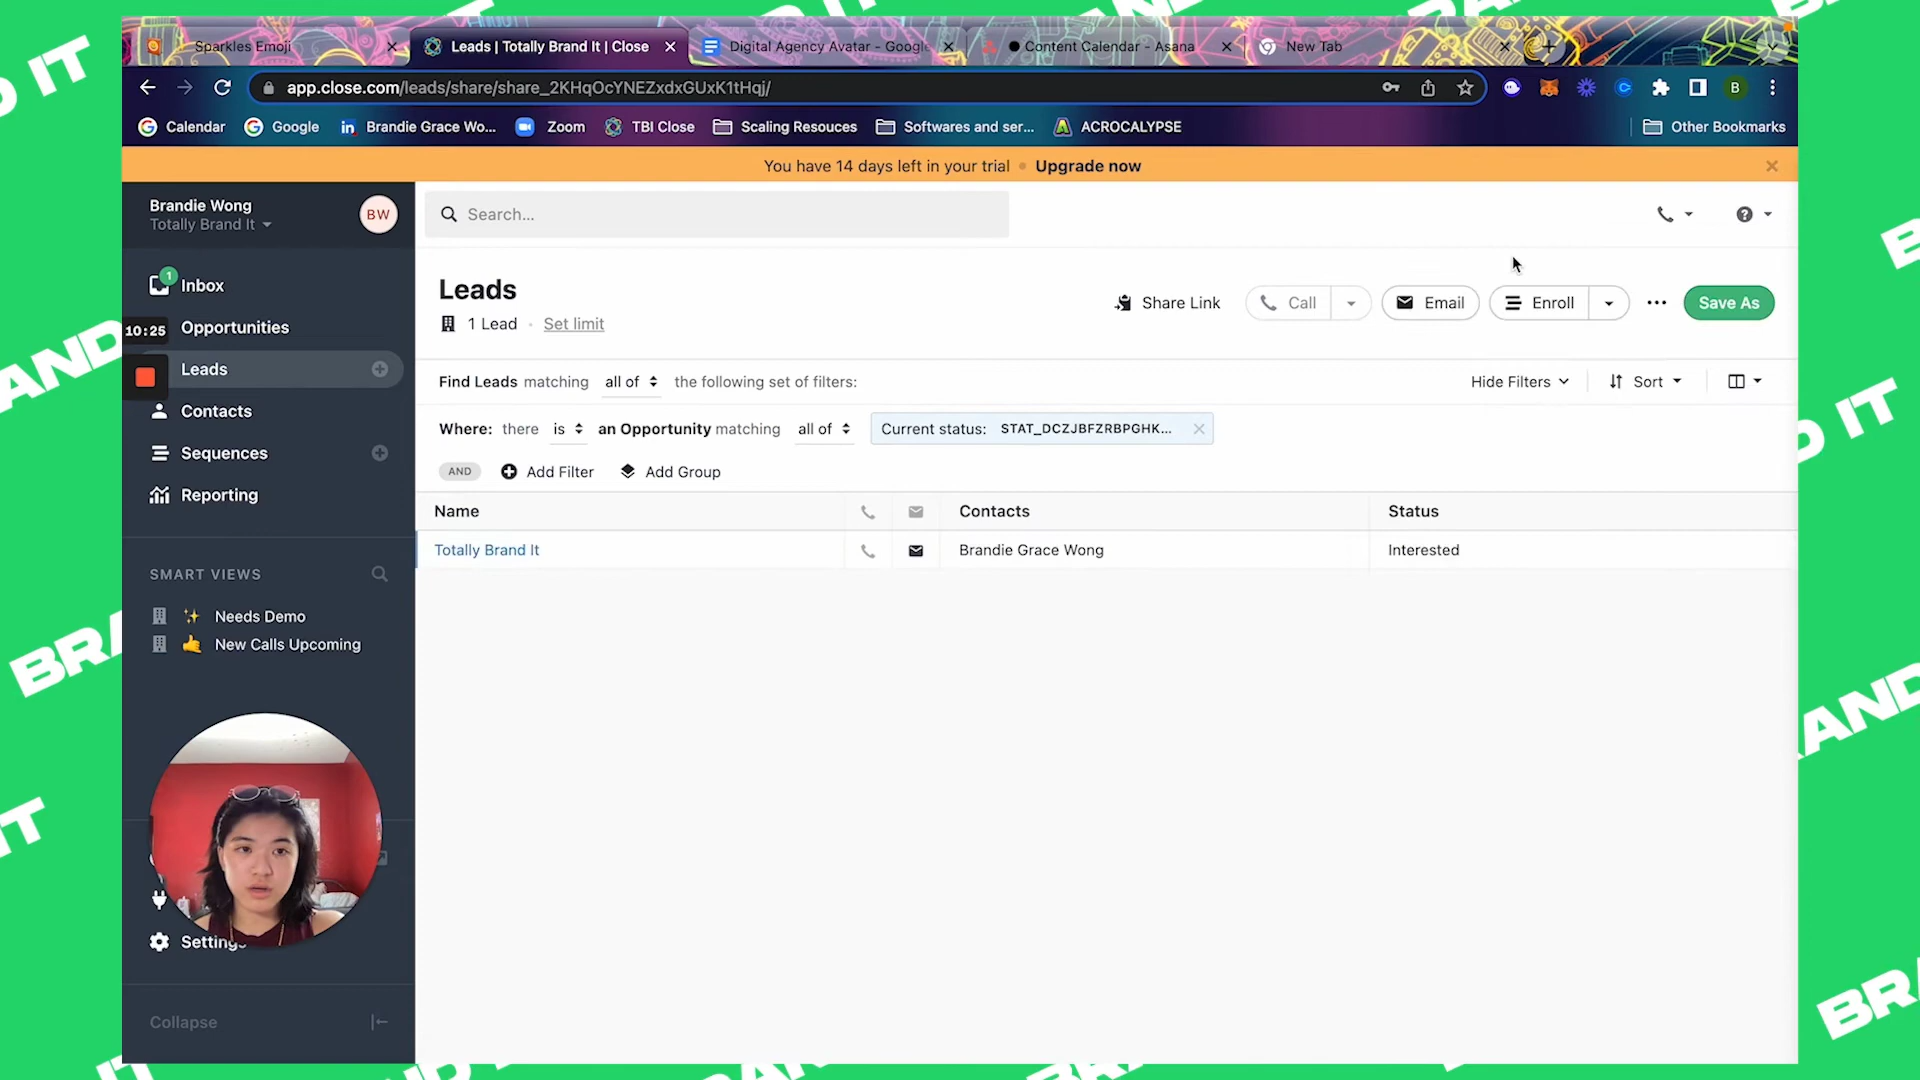 Sparkles Emoji
Leads | Totally Brand It | Close
Digital Agency Avatar - Google
Content Calendar - Asana
New Tab
app.close.com/leads/share/share_2KHqOcYNEZxdxGUxK1tHqj/
B
Calendar
Google
Brandie Grace Wo...
Zoom
TBI Close
Scaling Resouces
Softwares and ser...
ACROCALYPSE
Other Bookmarks
You have 14 days left in your trial • Upgrade now
Brandie Wong
Totally Brand It
BW
Search...
1
Inbox
10:25
Opportunities
Leads
Contacts
Sequences
Reporting
SMART VIEWS
Needs Demo
New Calls Upcoming
Settings
Collapse
Leads
1 Lead · Set limit
Share Link
Call
Email
Enroll
Save As
Find Leads matching all of the following set of filters:
Hide Filters
Sort
Where: there is an Opportunity matching all of Current status: STAT_DCZJBFZRBPGHK...
AND Add Filter Add Group
Name Contacts Status
Totally Brand It Brandie Grace Wong Interested